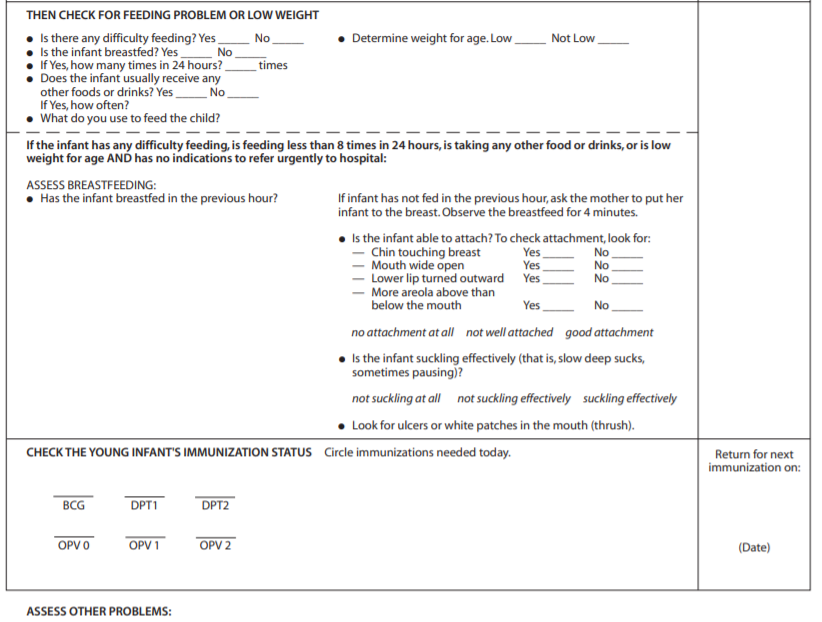 THEN CHECK FOR FEEDING PROBLEM OR LOW WEIGHT
● Is there any difficulty feeding? Yes _____ No _____
● Is the infant breastfed? Yes _____ No _____
● If Yes, how many times in 24 hours? _____ times
● Does the infant usually receive any
other foods or drinks? Yes _____ No _____
If Yes, how often?
● What do you use to feed the child?
● Determine weight for age. Low _____ Not Low _____
If the infant has any difficulty feeding, is feeding less than 8 times in 24 hours, is taking any other food or drinks, or is low
weight for age AND has no indications to refer urgently to hospital:
ASSESS BREASTFEEDING:
● Has the infant breastfed in the previous hour?
If infant has not fed in the previous hour, ask the mother to put her
infant to the breast. Observe the breastfeed for 4 minutes.
● Is the infant able to attach? To check attachment, look for:
— Chin touching breast Yes _____ No _____
— Mouth wide open Yes _____ No _____
— Lower lip turned outward Yes _____ No _____
— More areola above than
below the mouth Yes _____ No _____
no attachment at all not well attached good attachment
● Is the infant suckling effectively (that is, slow deep sucks,
sometimes pausing)?
not suckling at all not suckling effectively suckling effectively
● Look for ulcers or white patches in the mouth (thrush).
CHECK THE YOUNG INFANT'S IMMUNIZATION STATUS Circle immunizations needed today.
BCG DPT1 DPT2
OPV 0 OPV 1 OPV 2
Return for next
immunization on:
(Date)
ASSESS OTHER PROBLEMS: